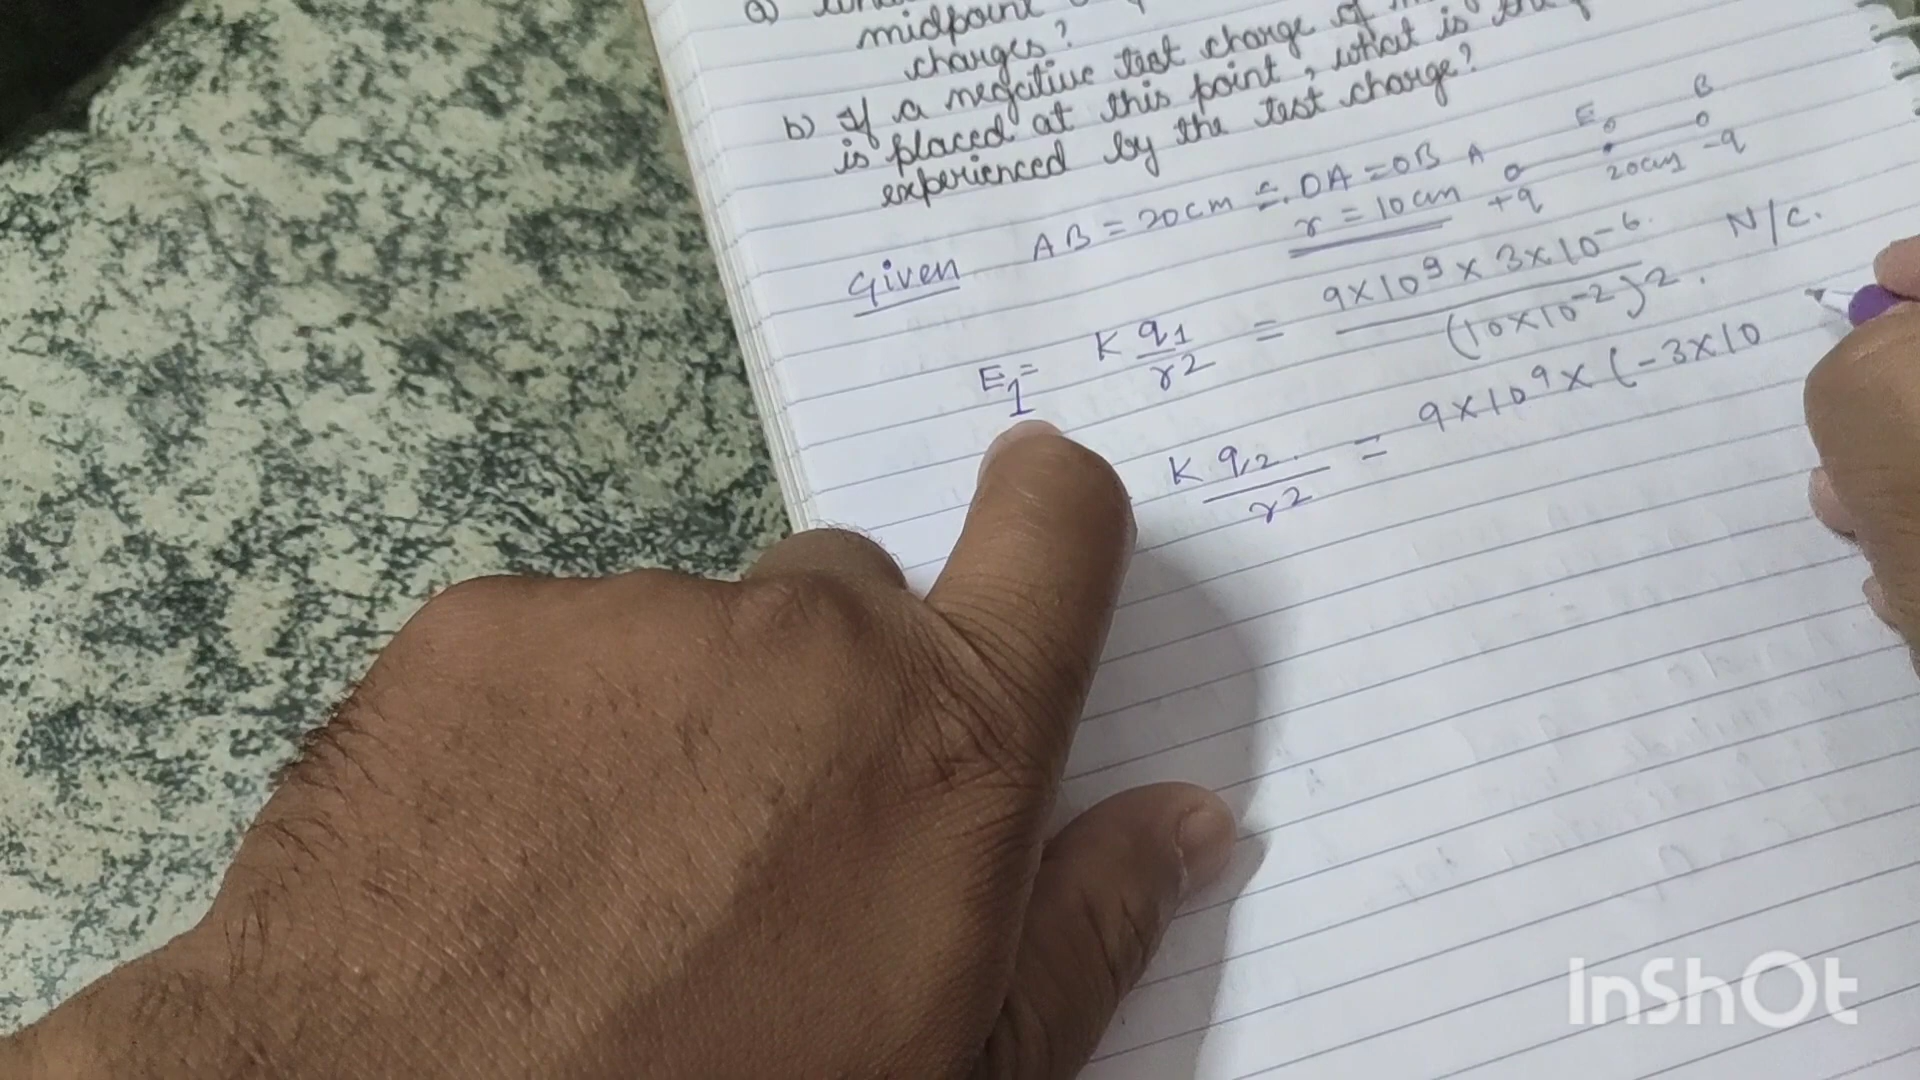 a)
midpoint
charges?
b) If a negative test charge of
is placed at this point, what is the
experienced by the test charge?
Given AB = 20cm ∴ OA = OB
r = 10cm
A E B
O
+q 20cm -q
E1 = K q1/r2 = 9×10^9 × 3×10^-6 / (10×10^-2)2 . N/C.
K q2/r2 = 9×10^9 × (-3×10
InShOt